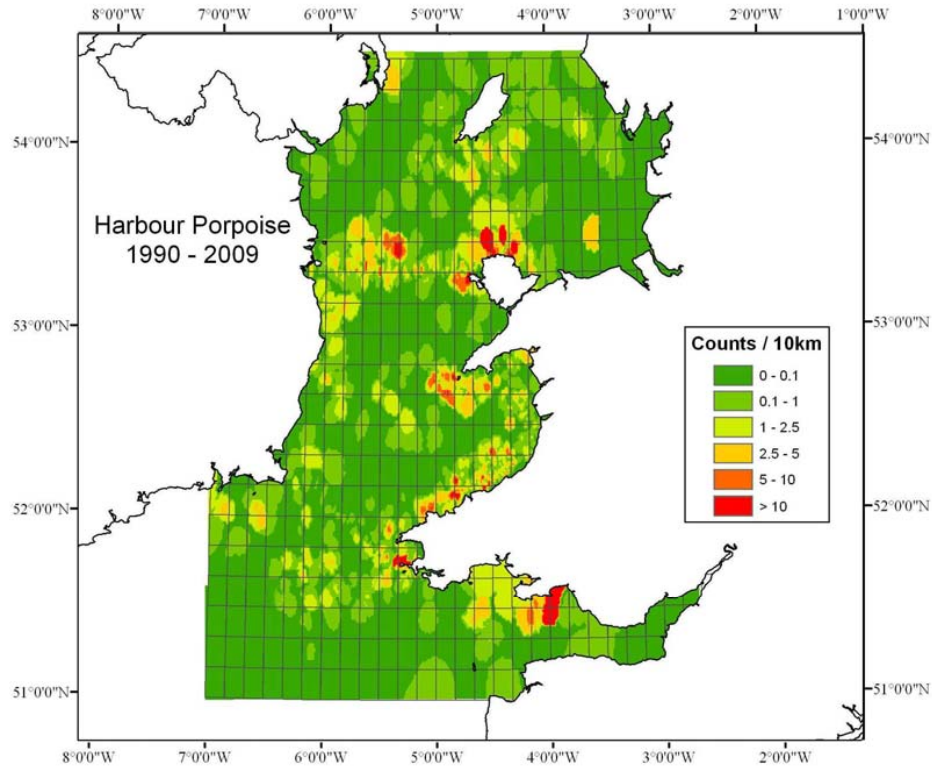 8°0'0"W 7°0'0"W 6°0'0"W 5°0'0"W 4°0'0"W 3°0'0"W 2°0'0"W 1°0'0"W
54°0'0"N 54°0'0"N
Harbour Porpoise
1990 - 2009
53°0'0"N 53°0'0"N
Counts / 10km
0 - 0.1
0.1 - 1
1 - 2.5
2.5 - 5
5 - 10
> 10
52°0'0"N 52°0'0"N
51°0'0"N 51°0'0"N
8°0'0"W 7°0'0"W 6°0'0"W 5°0'0"W 4°0'0"W 3°0'0"W 2°0'0"W